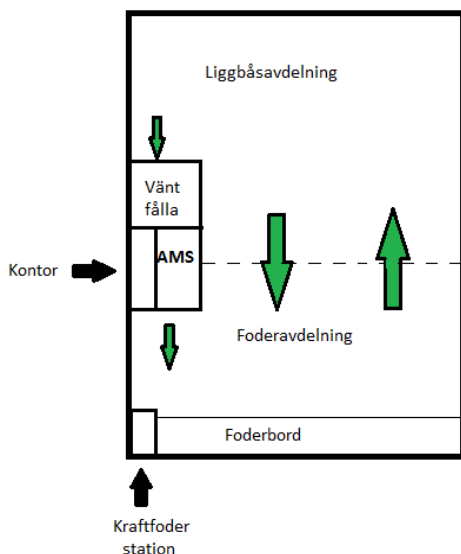 Liggbåsavdelning
Vänt
fålla
AMS
Kontor
Foderavdelning
Foderbord
Kraftfoder
station